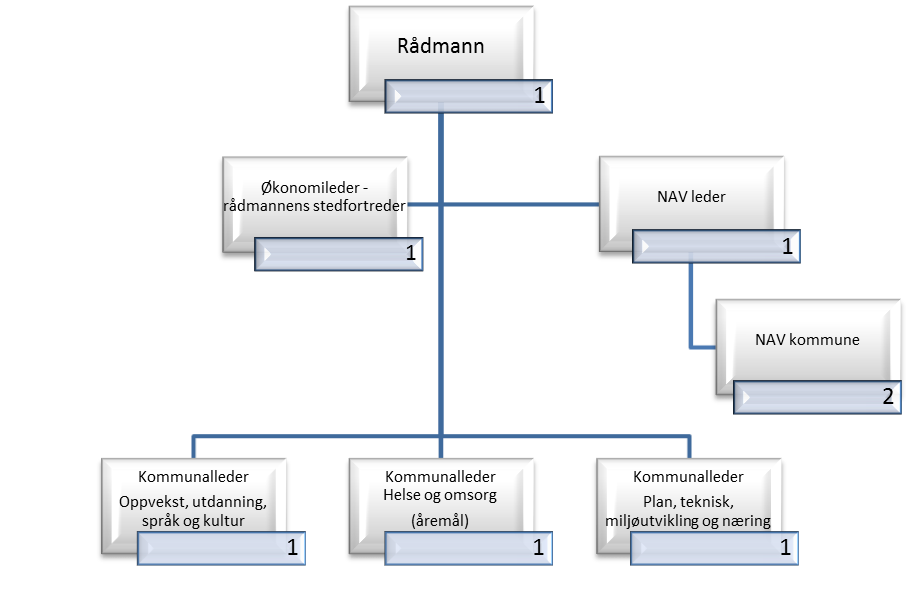 Rådmann
1
Økonomileder -
rådmannens stedfortreder
1
NAV leder
1
NAV kommune
2
Kommunalleder
Oppvekst, utdanning,
språk og kultur
1
Kommunalleder
Helse og omsorg
(åremål)
1
Kommunalleder
Plan, teknisk,
miljøutvikling og næring
1